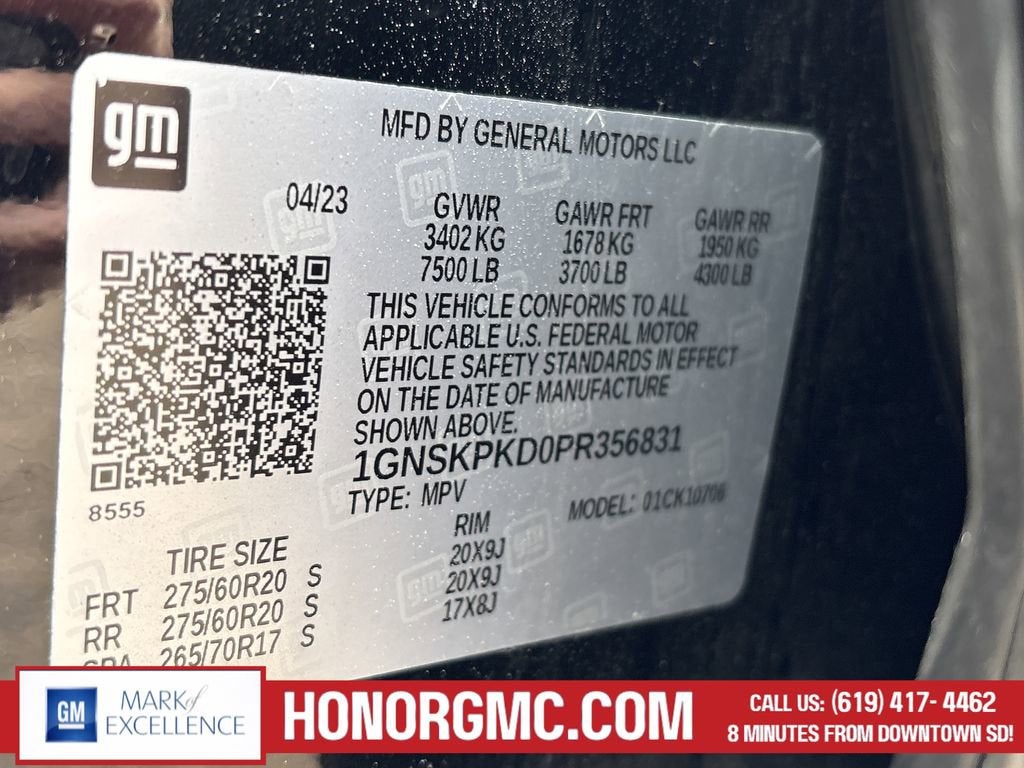 gm
MFD BY GENERAL MOTORS LLC
04/23
GVWR GAWR FRT GAWR RR
3402 KG 1678 KG 1950 KG
7500 LB 3700 LB 4300 LB
THIS VEHICLE CONFORMS TO ALL
APPLICABLE U.S. FEDERAL MOTOR
VEHICLE SAFETY STANDARDS IN EFFECT
ON THE DATE OF MANUFACTURE
SHOWN ABOVE.
1GNSKPKD0PR356831
TYPE: MPV MODEL: 01CK10706
8555
TIRE SIZE RIM
FRT 275/60R20 S 20X9J
RR 275/60R20 S 20X9J
SPA 265/70R17 S 17X8J
GM
MARK of
EXCELLENCE
HONORGMC.COM
CALL US: (619) 417- 4462
8 MINUTES FROM DOWNTOWN SD!